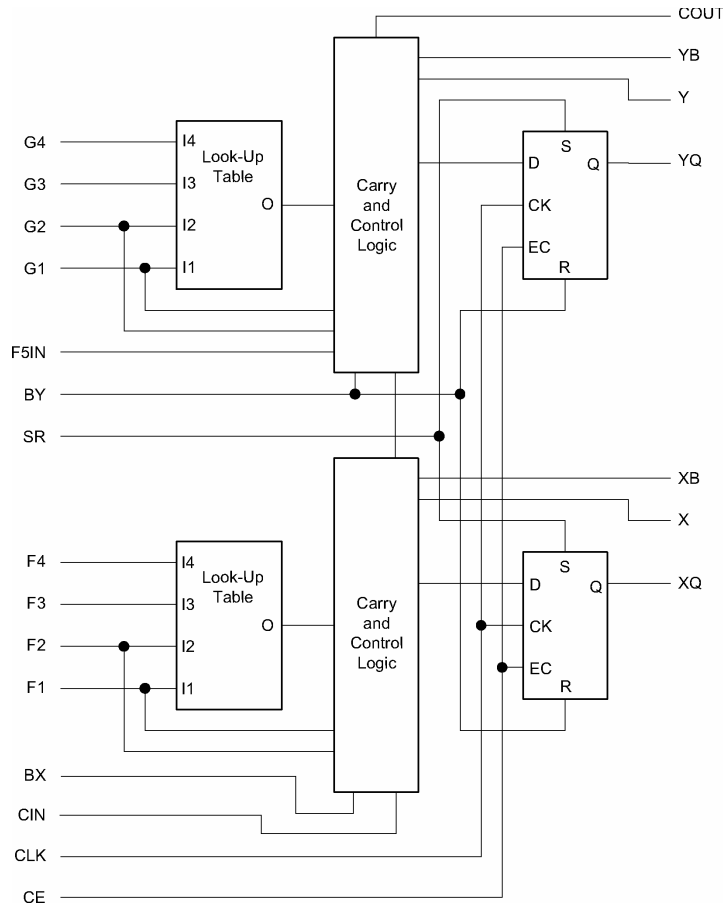 COUT
YB
Y
G4
G3
G2
G1
I4
I3
I2
I1
Look-Up
Table
O
Carry
and
Control
Logic
S
D
Q
CK
EC
R
YQ
F5IN
BY
SR
XB
X
F4
F3
F2
F1
I4
I3
I2
I1
Look-Up
Table
O
Carry
and
Control
Logic
S
D
Q
CK
EC
R
XQ
BX
CIN
CLK
CE